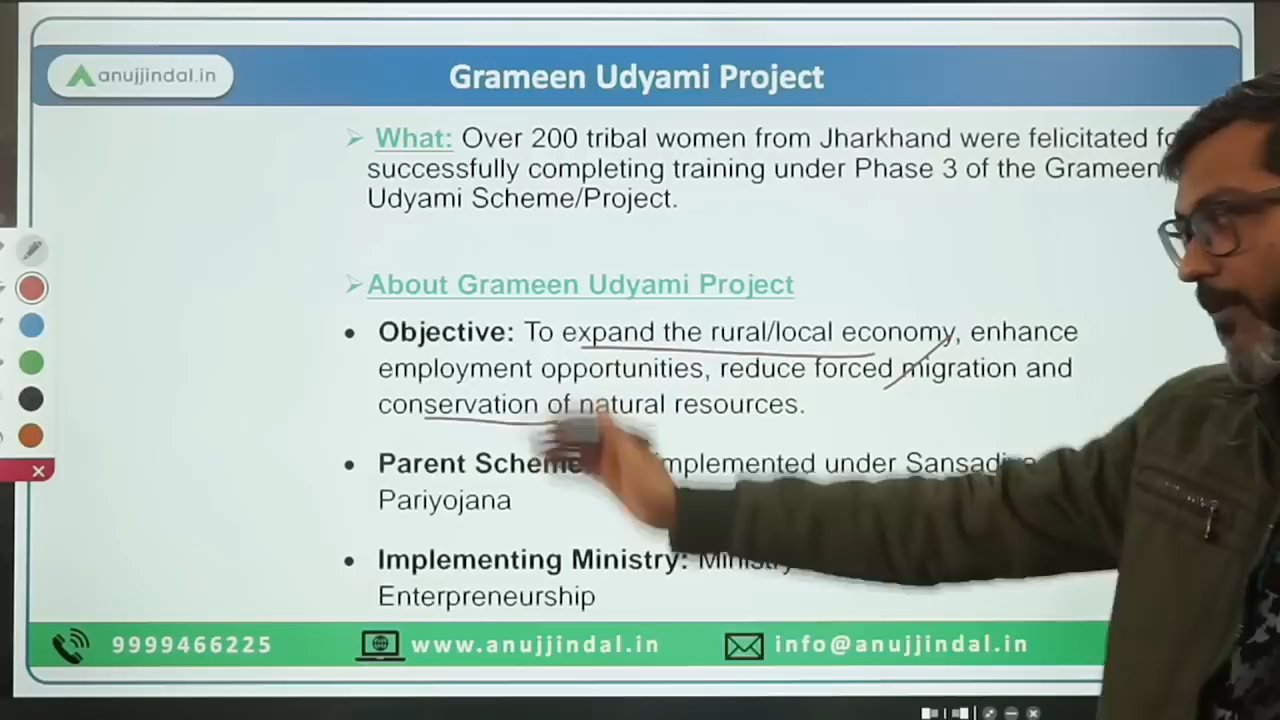 anujjindal.in
Grameen Udyami Project
What: Over 200 tribal women from Jharkhand were felicitated
successfully completing training under Phase 3 of the Grameen
Udyami Scheme/Project.
About Grameen Udyami Project
Objective: To expand the rural/local economy, enhance
employment opportunities, reduce forced migration and
conservation of natural resources.
Parent Scheme implemented under
Pariyojana
Implementing Ministry: Ministry
Enterpreneurship
9999466225 www.anujjindal.in info@anujjindal.in